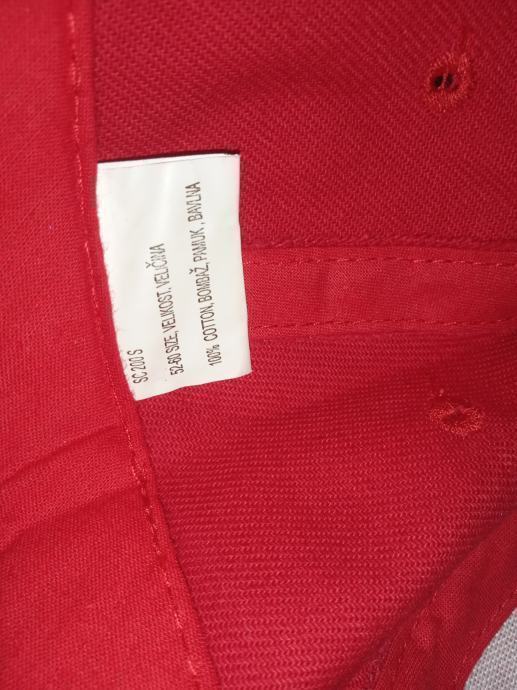 SC 200 S
52-60 SIZE, VELIKOST, VELIČINA
100% COTTON, BOMBAŽ, PAMUK , BAVLNA